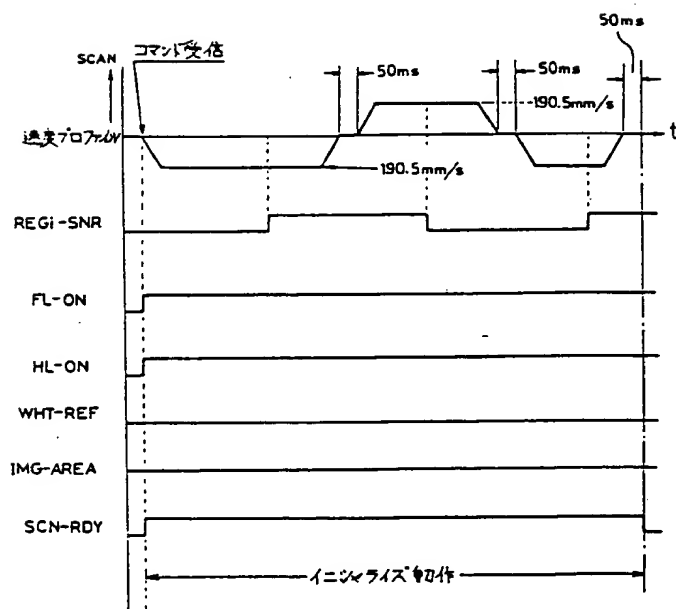 50ms
コマンド受信
SCAN
50ms
50ms
190.5mm/s
速度プロファイル
t
190.5mm/s
REGi-SNR
FL-ON
HL-ON
WHT-REF
IMG-AREA
SCN-RDY
イニシャライズ動作